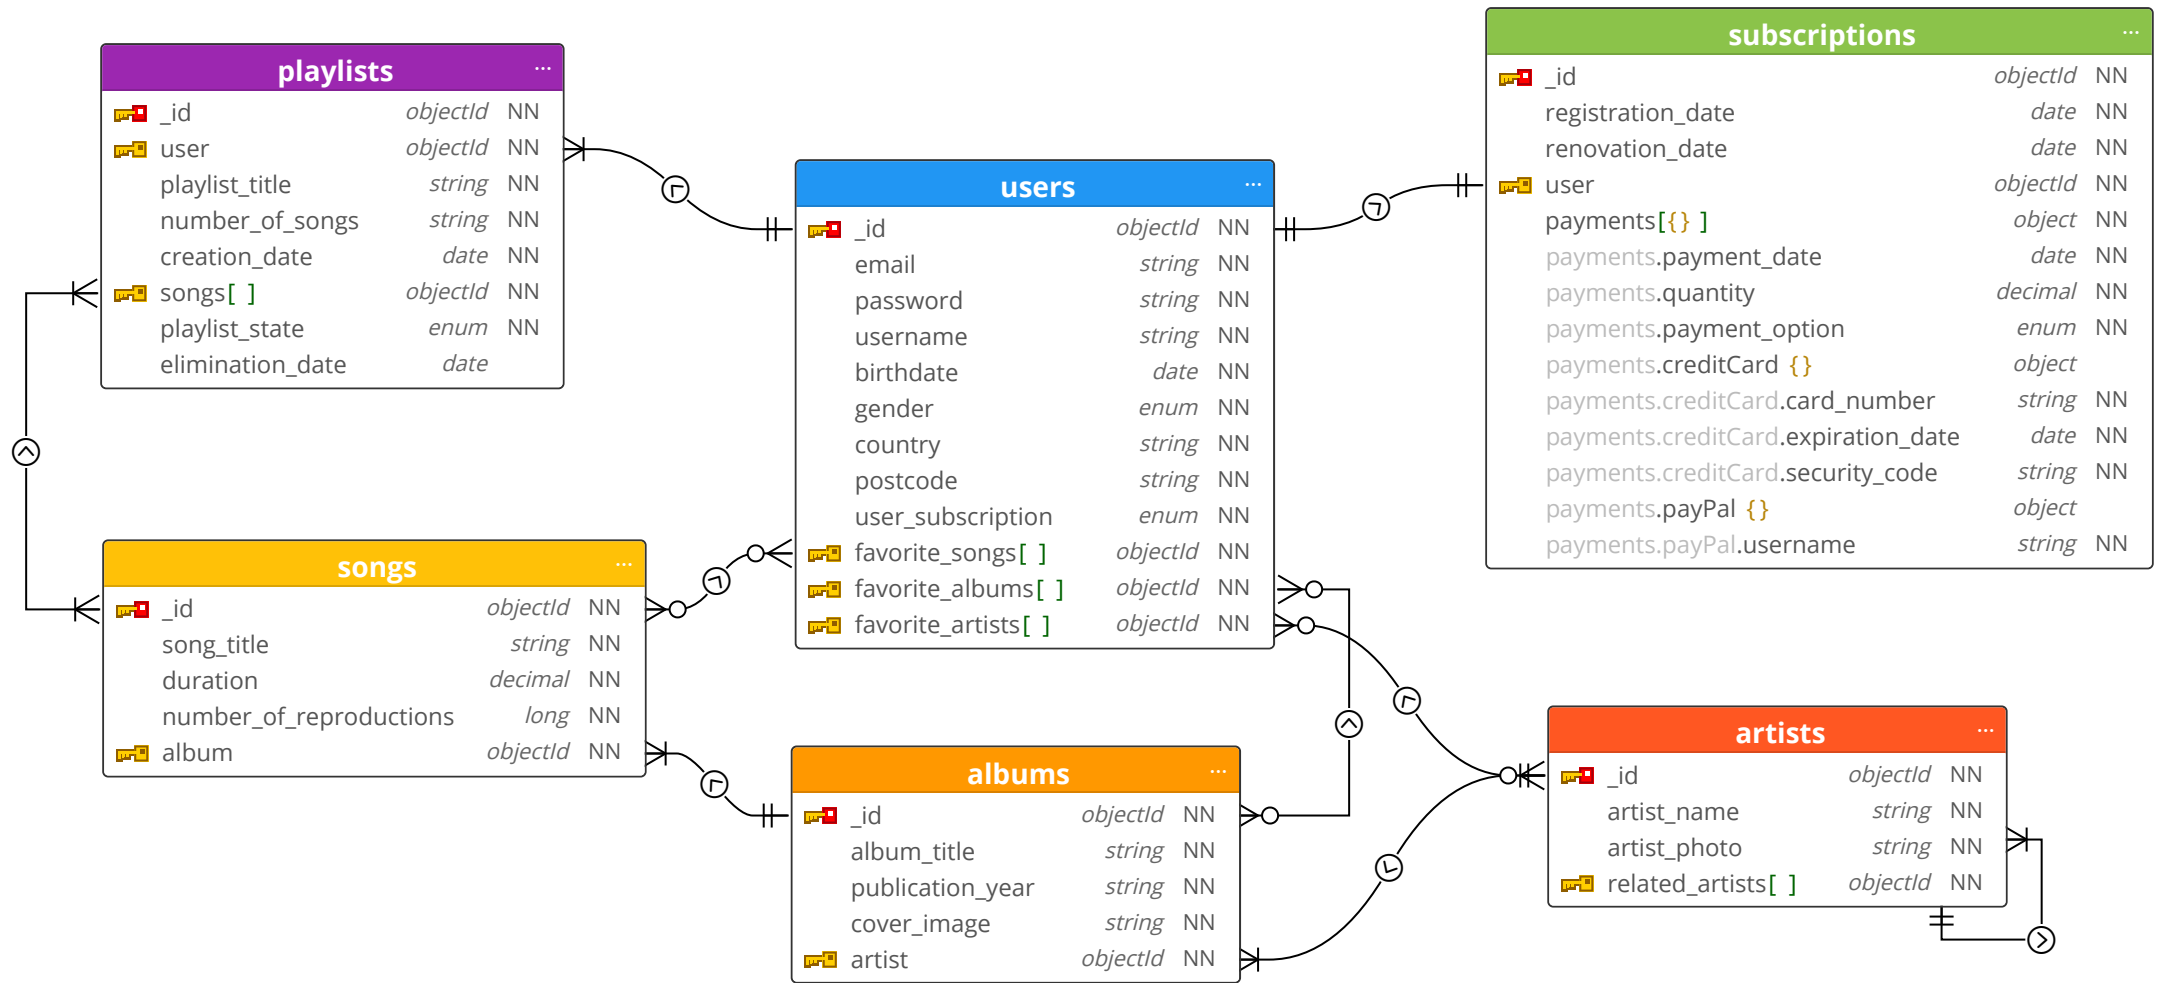 playlists ...
_id objectId NN
user objectId NN
playlist_title string NN
number_of_songs string NN
creation_date date NN
songs[ ] objectId NN
playlist_state enum NN
elimination_date date
users ...
_id objectId NN
email string NN
password string NN
username string NN
birthdate date NN
gender enum NN
country string NN
postcode string NN
user_subscription enum NN
favorite_songs[ ] objectId NN
favorite_albums[ ] objectId NN
favorite_artists[ ] objectId NN
subscriptions ...
_id objectId NN
registration_date date NN
renovation_date date NN
user objectId NN
payments[{} ] object NN
payments.payment_date date NN
payments.quantity decimal NN
payments.payment_option enum NN
payments.creditCard {} object
payments.creditCard.card_number string NN
payments.creditCard.expiration_date date NN
payments.creditCard.security_code string NN
payments.payPal {} object
payments.payPal.username string NN
songs ...
_id objectId NN
song_title string NN
duration decimal NN
number_of_reproductions long NN
album objectId NN
albums ...
_id objectId NN
album_title string NN
publication_year string NN
cover_image string NN
artist objectId NN
artists ...
_id objectId NN
artist_name string NN
artist_photo string NN
related_artists[ ] objectId NN